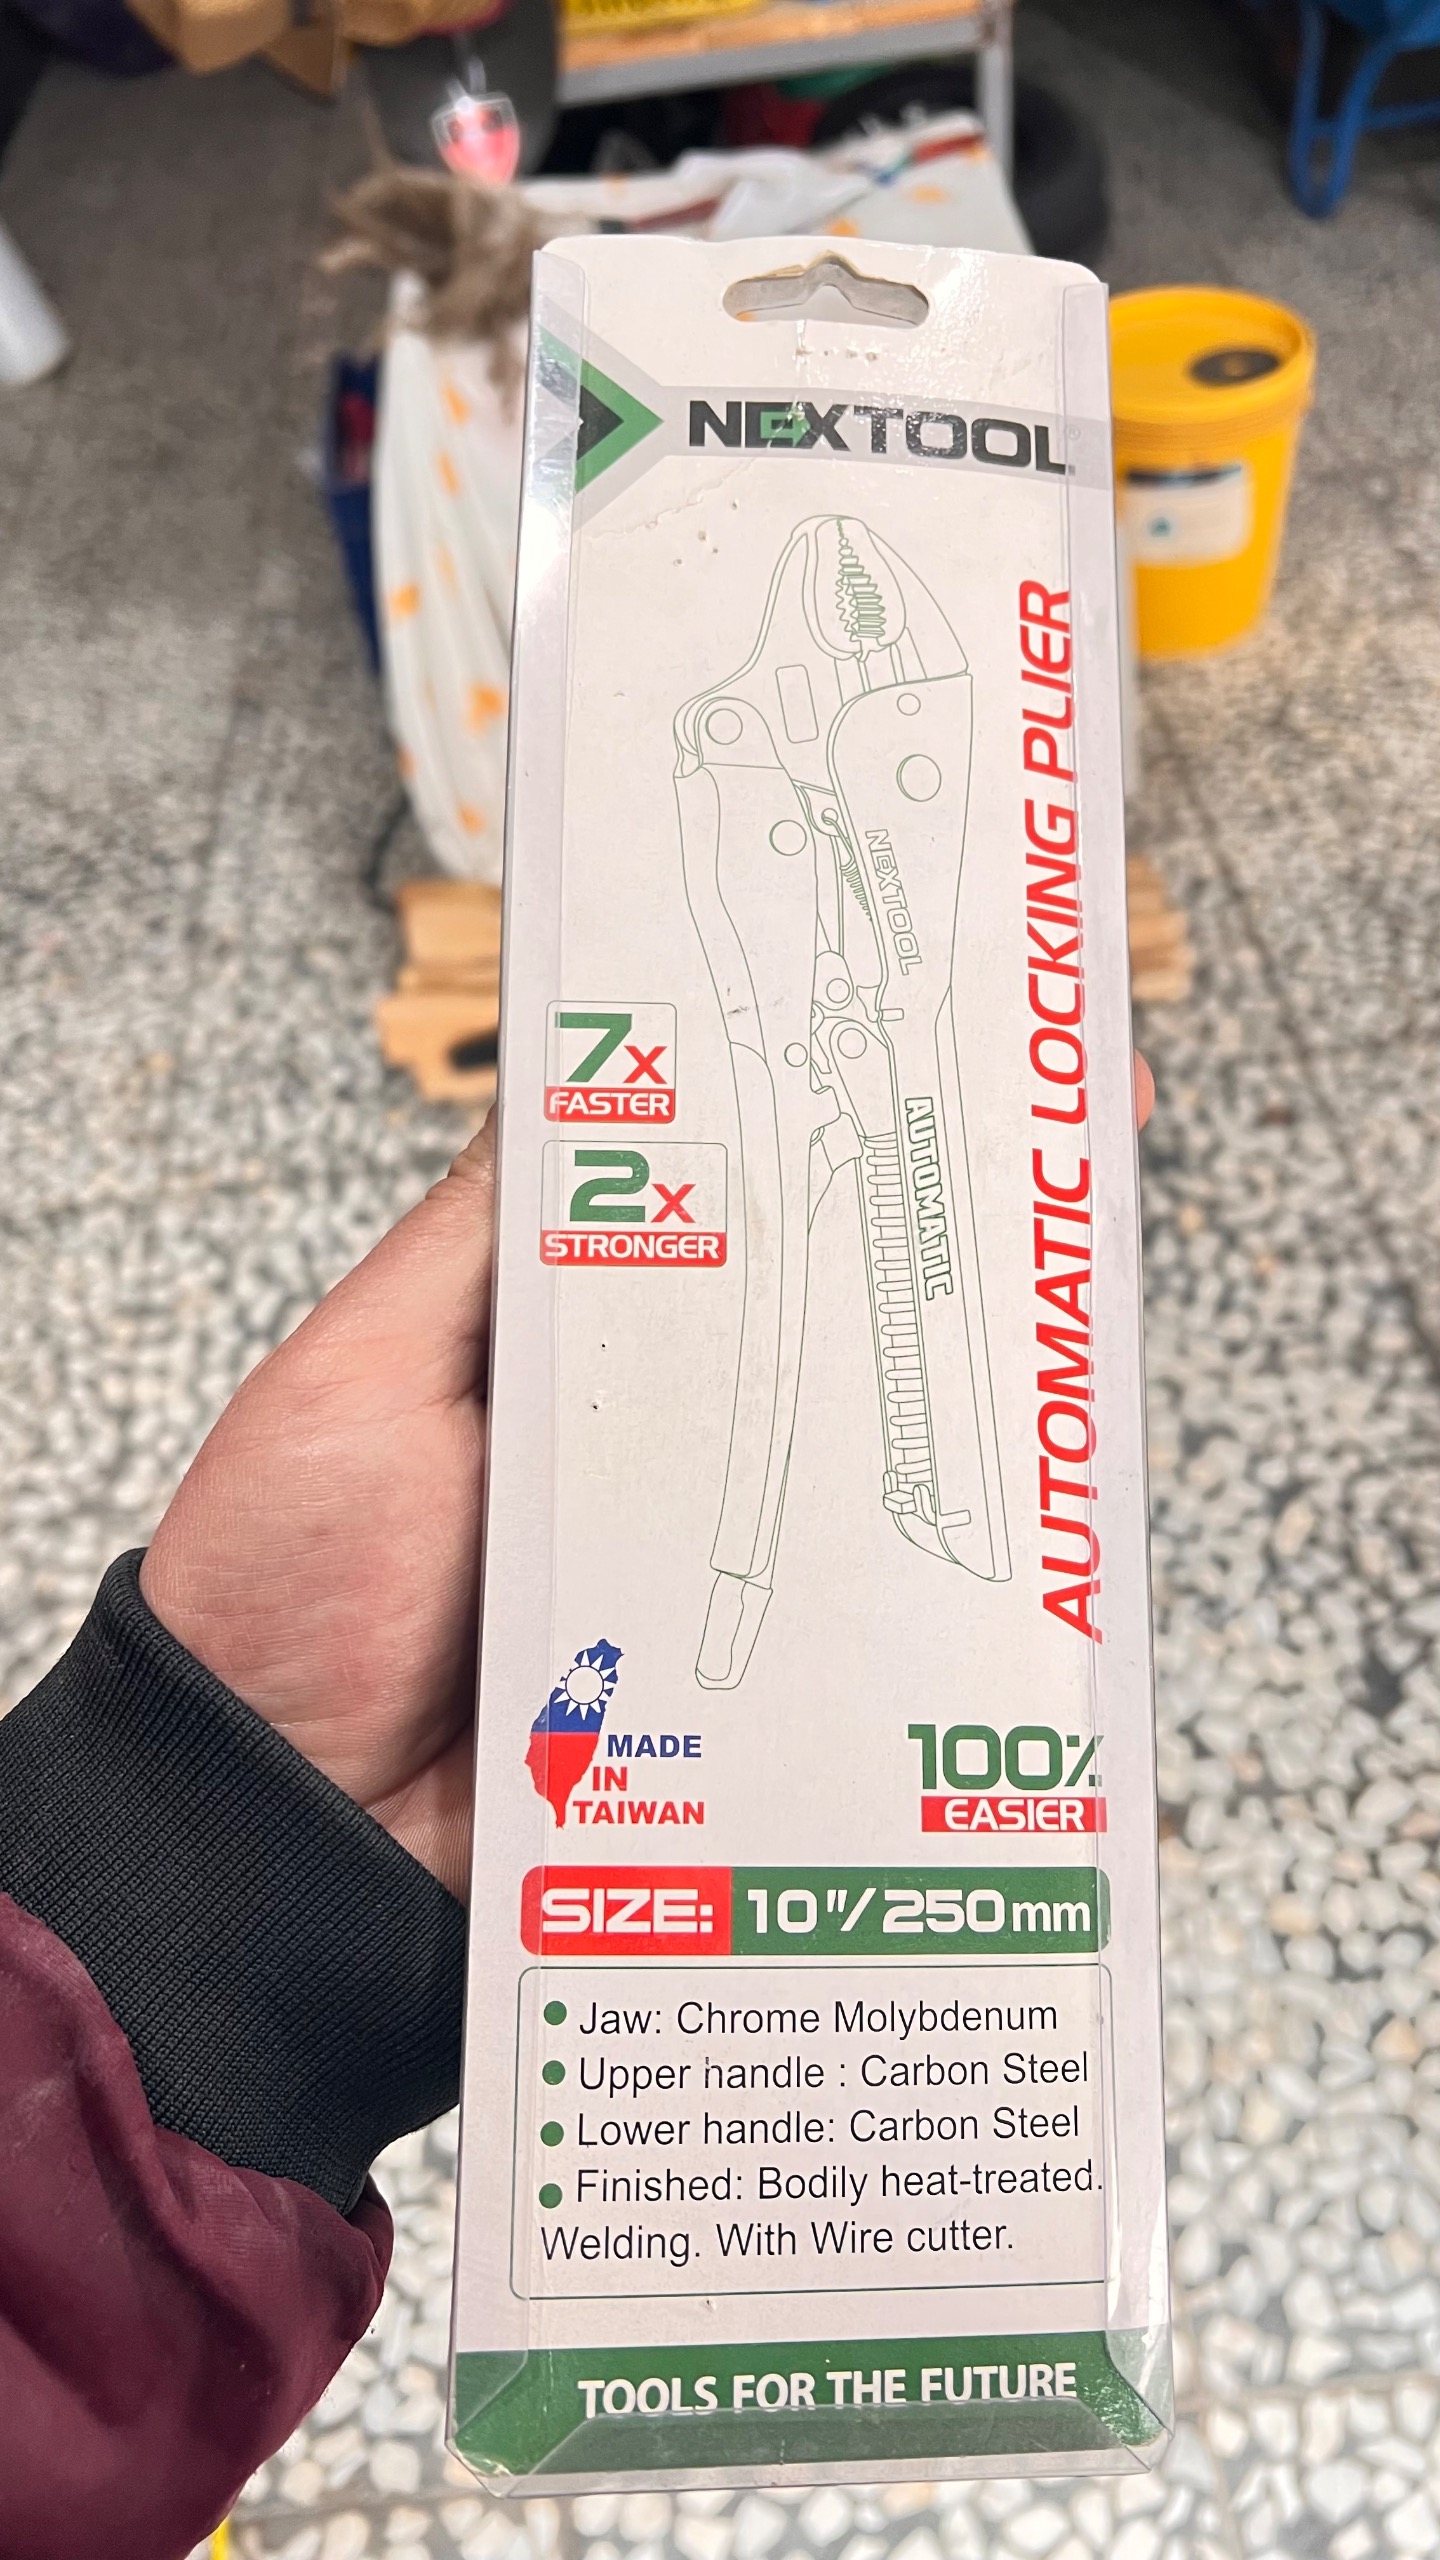 NEXTOOL®
NEXTOOL
AUTOMATIC
AUTOMATIC LOCKING PLIER
7x
FASTER
2x
STRONGER
MADE
IN
TAIWAN
100%
EASIER
SIZE: 10"/250mm
● Jaw: Chrome Molybdenum
● Upper handle : Carbon Steel
● Lower handle: Carbon Steel
● Finished: Bodily heat-treated.
Welding. With Wire cutter.
TOOLS FOR THE FUTURE